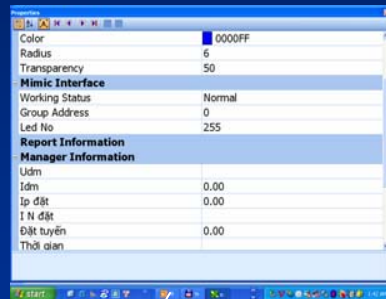 Properties
Color 0000FF
Radius 6
Transparency 50
Mimic Interface
Working Status Normal
Group Address 0
Led No 255
Report Information
Manager Information
Udm
Idm 0.00
Ip đặt 0.00
I N đặt
Đặt tuyến 0.00
Thời gian
start